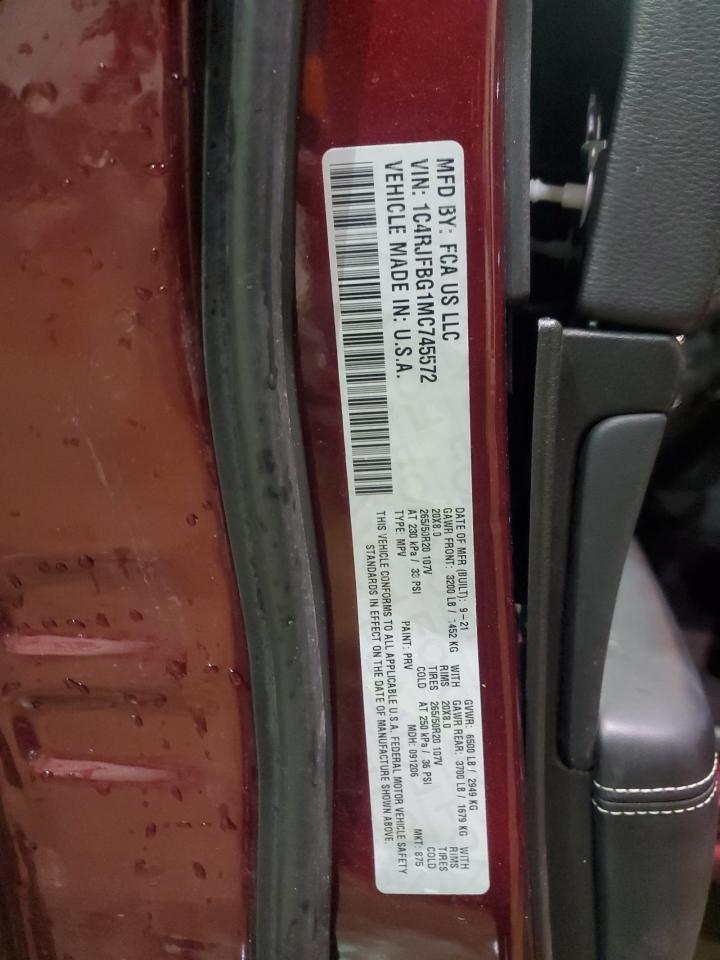 MFD BY: FCA US LLC
VIN: 1C4RJFBG1MC745572
VEHICLE MADE IN: U.S.A.
DATE OF MFR (BUILT): 9-21 GVWR: 6500 LB / 2949 KG
GAWR FRONT: 3200 LB / 1452 KG WITH GAWR REAR: 3700 LB / 1679 KG WITH
20X8.0 RIMS 20X8.0 RIMS
265/50R20 107V TIRES 265/50R20 107V TIRES
AT 230 kPa / 33 PSI COLD AT 250 kPa / 36 PSI COLD
TYPE: MPV PAINT: PRV MDH: 091206 MKT: 875
THIS VEHICLE CONFORMS TO ALL APPLICABLE U.S.A. FEDERAL MOTOR VEHICLE SAFETY
STANDARDS IN EFFECT ON THE DATE OF MANUFACTURE SHOWN ABOVE.